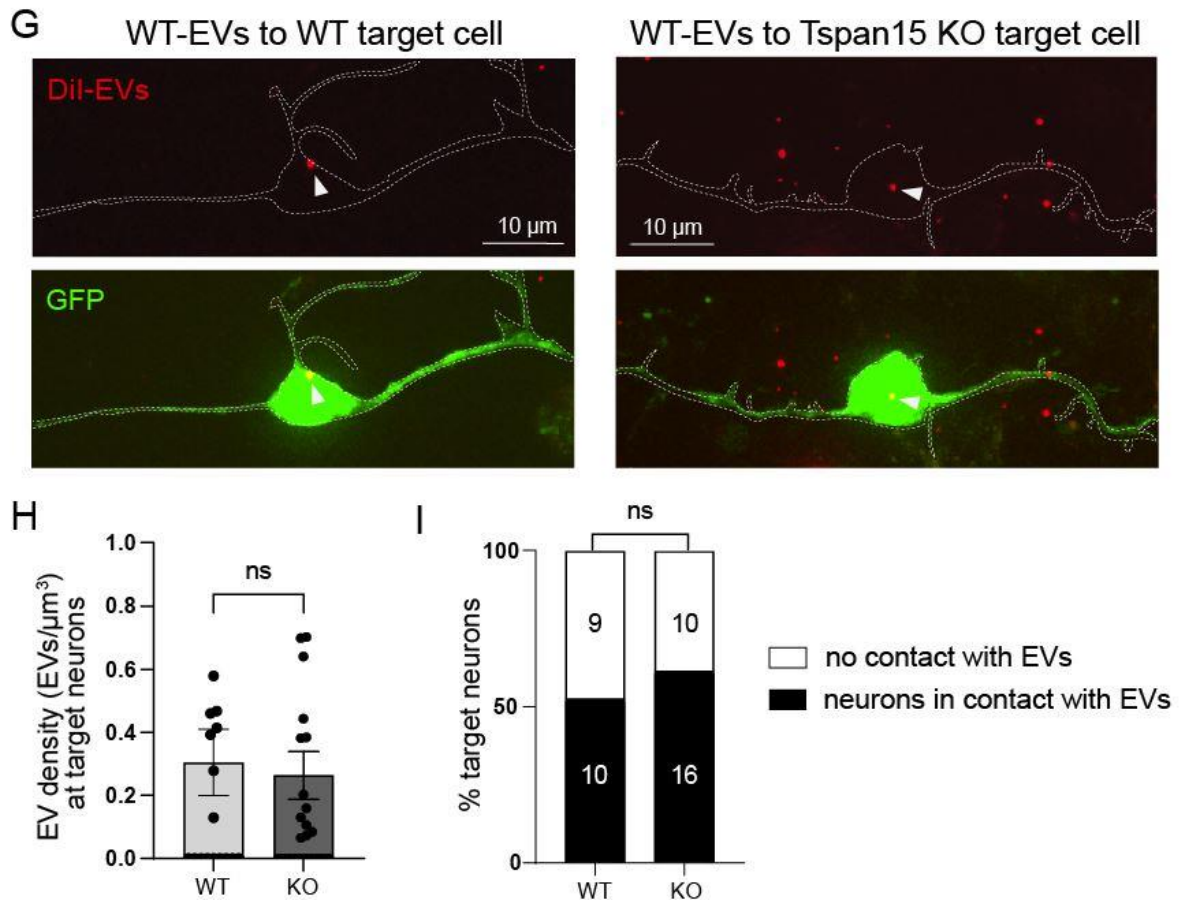 G
WT-EVs to WT target cell
WT-EVs to Tspan15 KO target cell
DiI-EVs
10 µm
10 µm
GFP
H
EV density (EVs/µm³)
at target neurons
1.0
0.8
0.6
0.4
0.2
0.0
ns
WT
KO
I
% target neurons
100
50
0
ns
9
10
10
16
WT
KO
no contact with EVs
neurons in contact with EVs